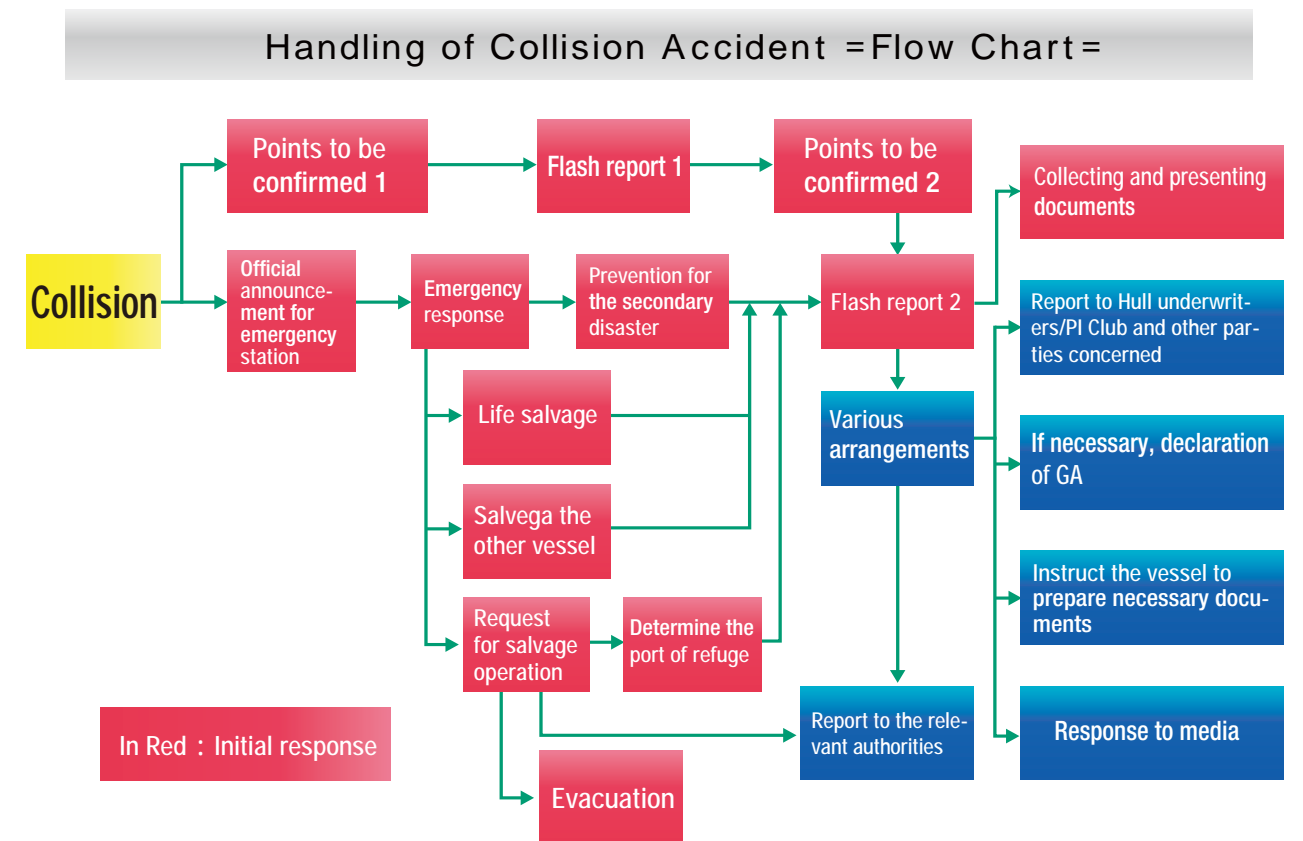 Handling of Collision Accident =Flow Chart=
Points to be
confirmed 1
Flash report 1
Points to be
confirmed 2
Collecting and presenting
documents
Collision
Official
announce-
ment for
emergency
station
Emergency
response
Prevention for
the secondary
disaster
Flash report 2
Report to Hull underwrit-
ers/PI Club and other par-
ties concerned
Life salvage
Various
arrangements
If necessary, declaration
of GA
Salvega the
other vessel
Instruct the vessel to
prepare necessary docu-
ments
Request
for salvage
operation
Determine the
port of refuge
Report to the rele-
vant authorities
Response to media
In Red : Initial response
Evacuation